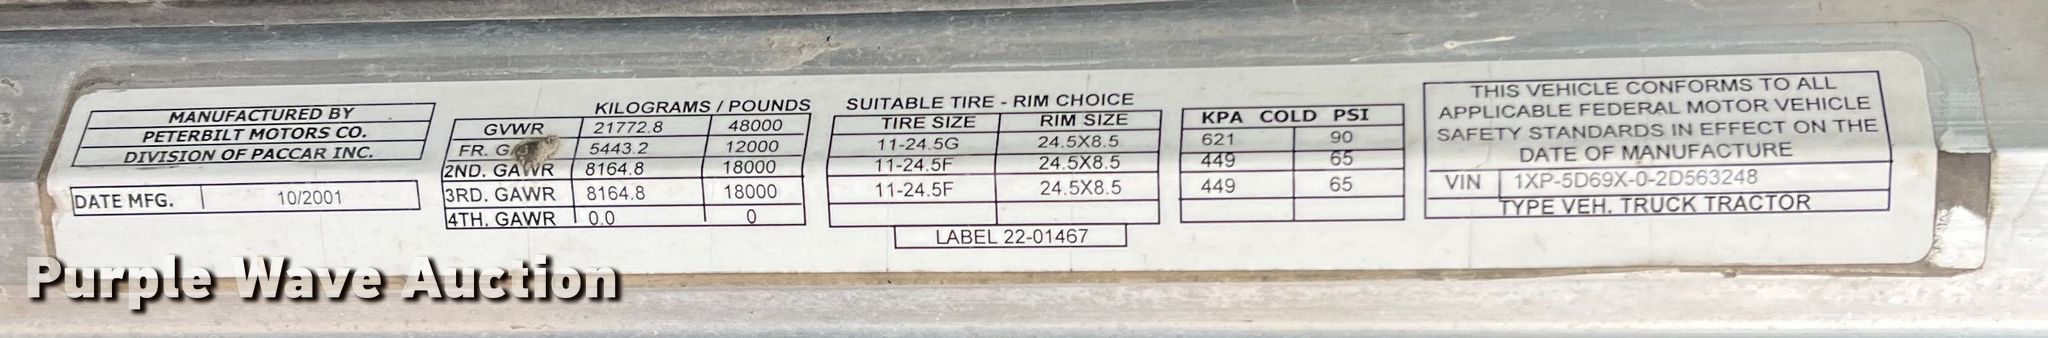 MANUFACTURED BY
PETERBILT MOTORS CO.
DIVISION OF PACCAR INC.
DATE MFG. 10/2001
KILOGRAMS / POUNDS
GVWR 21772.8 48000
FR. 5443.2 12000
2ND. GAWR 8164.8 18000
3RD. GAWR 8164.8 18000
4TH. GAWR 0.0 0
SUITABLE TIRE - RIM CHOICE
TIRE SIZE RIM SIZE
11-24.5G 24.5X8.5
11-24.5F 24.5X8.5
11-24.5F 24.5X8.5
LABEL 22-01467
KPA COLD PSI
621 90
449 65
449 65
THIS VEHICLE CONFORMS TO ALL
APPLICABLE FEDERAL MOTOR VEHICLE
SAFETY STANDARDS IN EFFECT ON THE
DATE OF MANUFACTURE
VIN 1XP-5D69X-0-2D563248
TYPE VEH. TRUCK TRACTOR
Purple Wave Auction